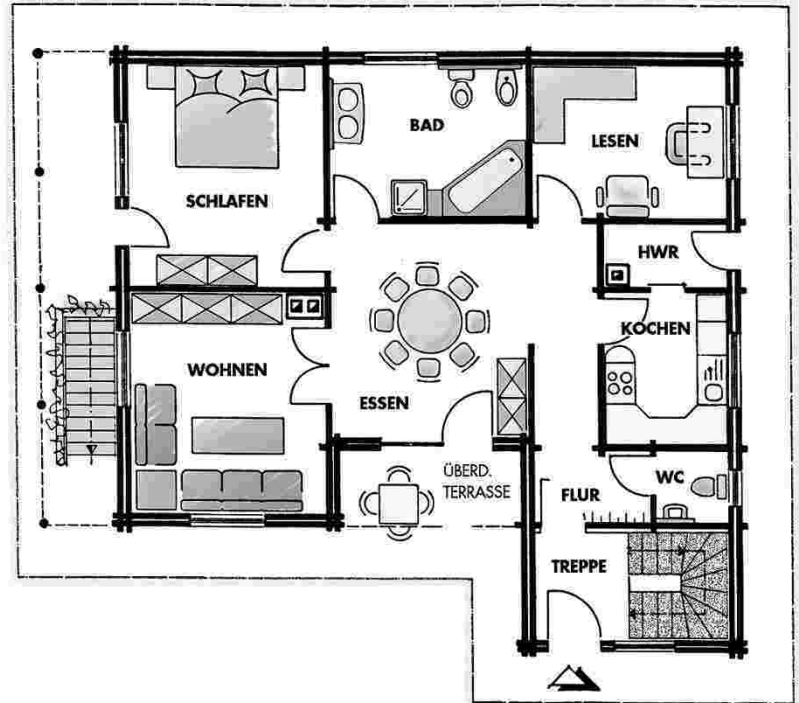 BAD
LESEN
SCHLAFEN
HWR
KOCHEN
WOHNEN
ESSEN
ÜBERD.
TERRASSE
WC
FLUR
TREPPE